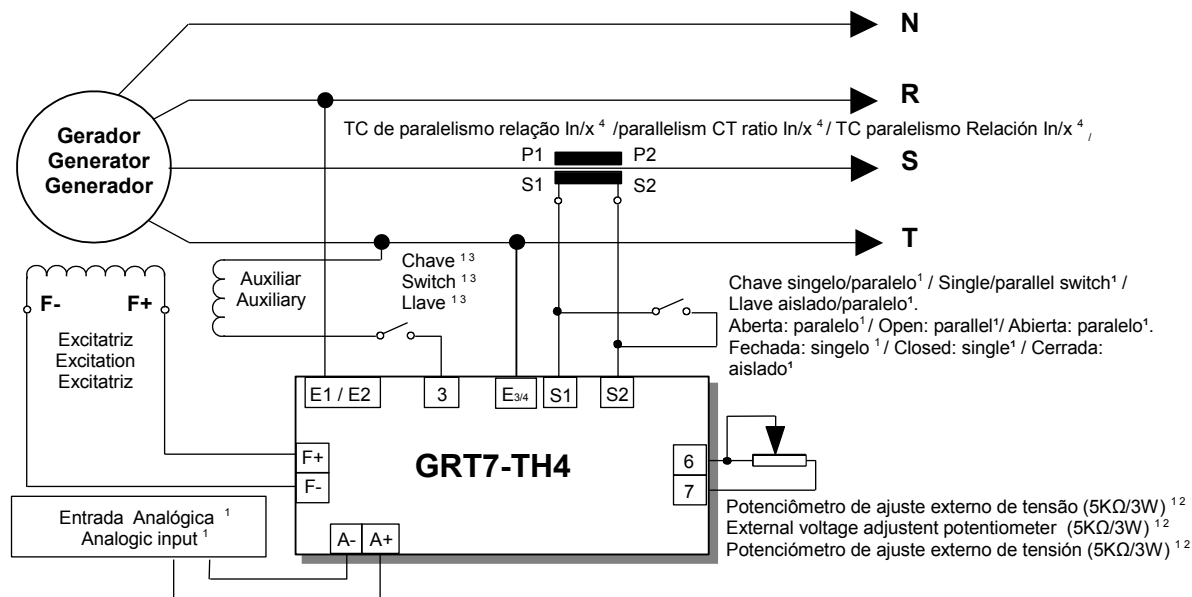 N
R
TC de paralelismo relação In/x ⁴ /parallelism CT ratio In/x ⁴ / TC paralelismo Relación In/x ⁴ /
Gerador
Generator
Generador
P1 P2
S
S1 S2
T
Chave ¹ ³
Switch ¹ ³
Llave ¹ ³
Auxiliar
Auxiliary
F- F+
Excitatriz
Excitation
Excitatriz
Chave singelo/paralelo¹ / Single/parallel switch¹ /
Llave aislado/paralelo¹.
Aberta: paralelo¹ / Open: parallel¹/ Abierta: paralelo¹.
Fechada: singelo ¹ / Closed: single¹ / Cerrada:
aislado¹
E1 / E2 3 E3/4 S1 S2
F+
F-
GRT7-TH4
6
7
Potenciômetro de ajuste externo de tensão (5KΩ/3W) ¹ ²
External voltage adjustent potentiometer (5KΩ/3W) ¹ ²
Potenciómetro de ajuste externo de tensión (5KΩ/3W) ¹ ²
Entrada Analógica ¹
Analogic input ¹
A- A+